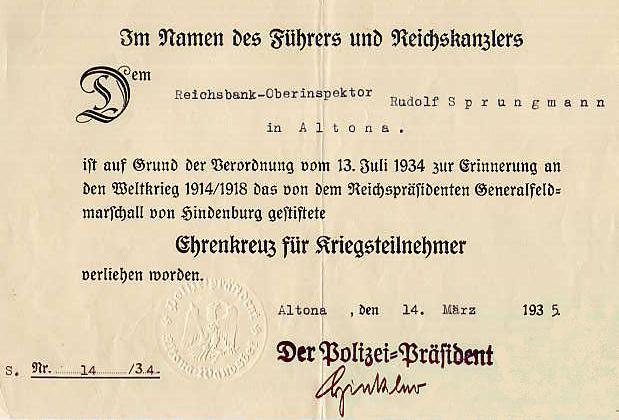 Im Namen des Führers und Reichskanzlers
Dem
Reichsbank-Oberinspektor Rudolf Sprungmann
in Altona.
ist auf Grund der Verordnung vom 13. Juli 1934 zur Erinnerung an
den Weltkrieg 1914/1918 das von dem Reichspräsidenten Generalfeld-
marschall von Hindenburg gestiftete
Ehrenkreuz für Kriegsteilnehmer
verliehen worden.
Altona, den 14. März 1935.
Der Polizei-Präsident
S. Nr. 14 /34.